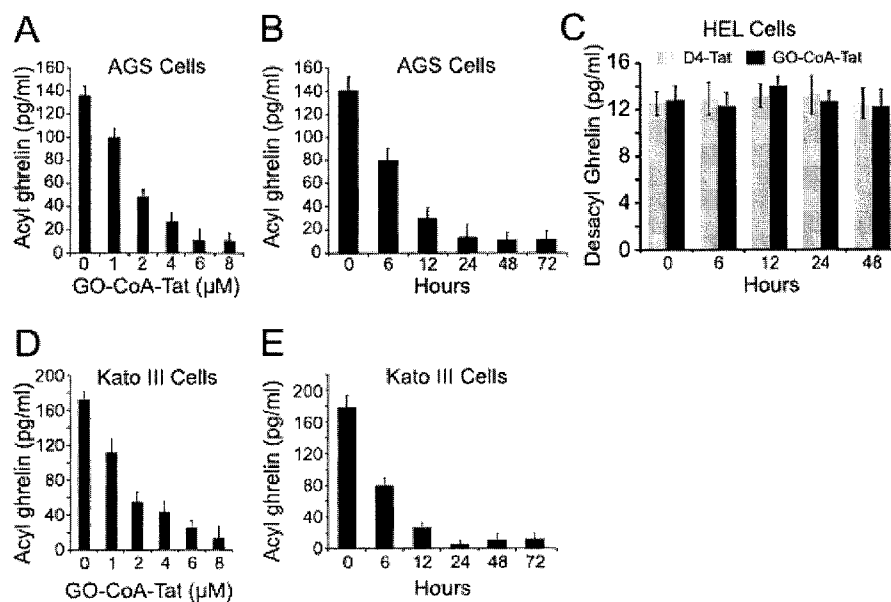 A
AGS Cells
Acyl ghrelin (pg/ml)
160
140
120
100
80
60
40
20
0
0 1 2 4 6 8
GO-CoA-Tat (µM)
B
AGS Cells
Acyl ghrelin (pg/ml)
160
140
120
100
80
60
40
20
0
0 6 12 24 48 72
Hours
C
HEL Cells
D4-Tat GO-CoA-Tat
Desacyl Ghrelin (pg/ml)
16
12
8
4
0
0 6 12 24 48
Hours
D
Kato III Cells
Acyl ghrelin (pg/ml)
200
160
120
80
40
0
0 1 2 4 6 8
GO-CoA-Tat (µM)
E
Kato III Cells
Acyl ghrelin (pg/ml)
200
160
120
80
40
0
0 6 12 24 48 72
Hours